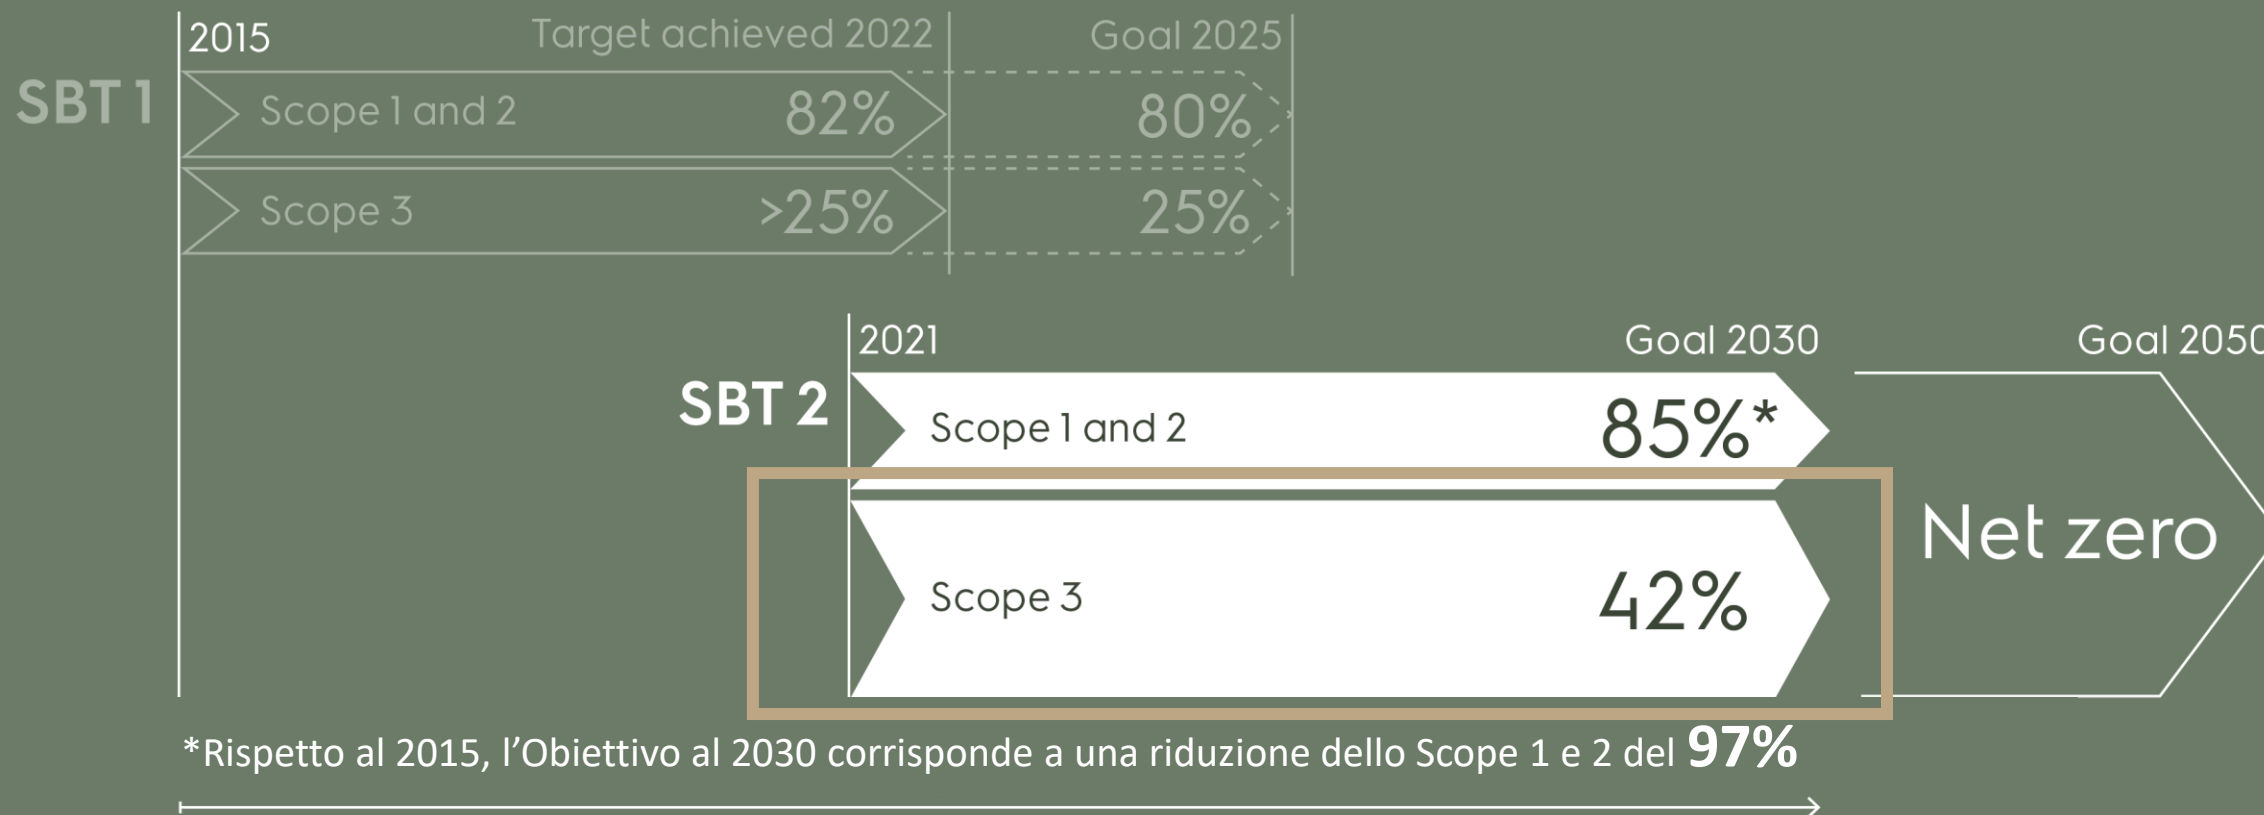 2015
Target achieved 2022
Goal 2025
SBT 1
Scope 1 and 2
82%
80%
Scope 3
>25%
25%
2021
Goal 2030
Goal 2050
SBT 2
Scope 1 and 2
85%*
Scope 3
42%
Net zero
*Rispetto al 2015, l’Obiettivo al 2030 corrisponde a una riduzione dello Scope 1 e 2 del 97%